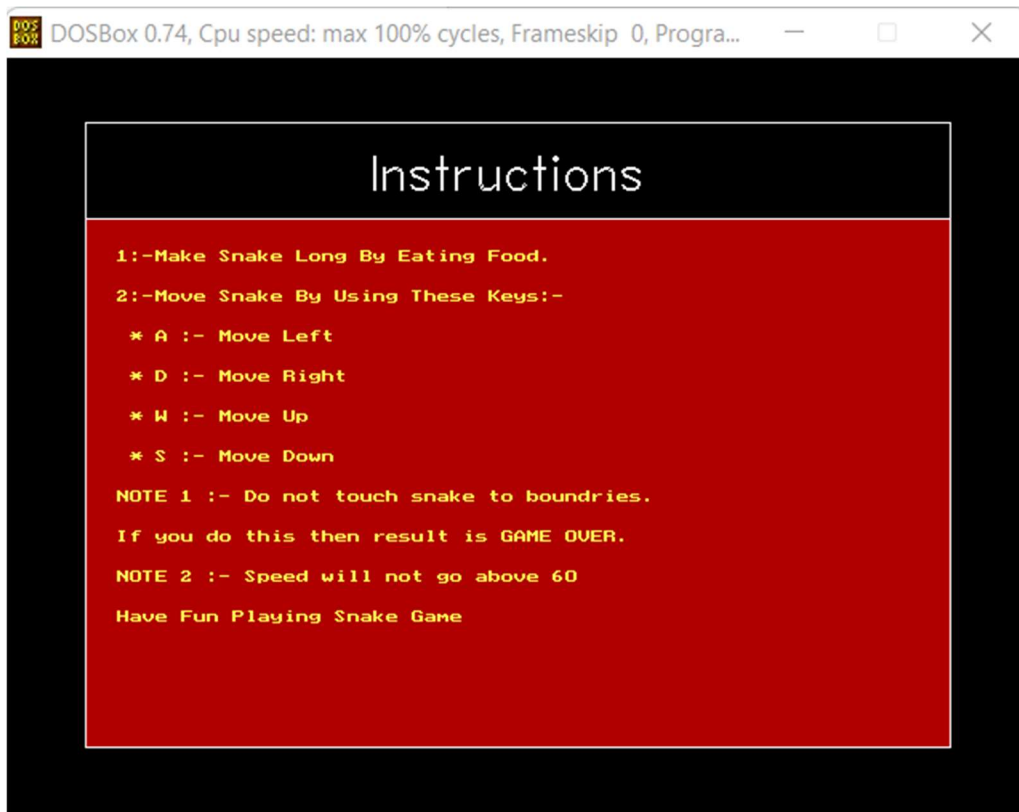 DOS
BOX
DOSBox 0.74, Cpu speed: max 100% cycles, Frameskip 0, Progra...
Instructions
1:-Make Snake Long By Eating Food.
2:-Move Snake By Using These Keys:-
* A :- Move Left
* D :- Move Right
* W :- Move Up
* S :- Move Down
NOTE 1 :- Do not touch snake to boundries.
If you do this then result is GAME OVER.
NOTE 2 :- Speed will not go above 60
Have Fun Playing Snake Game